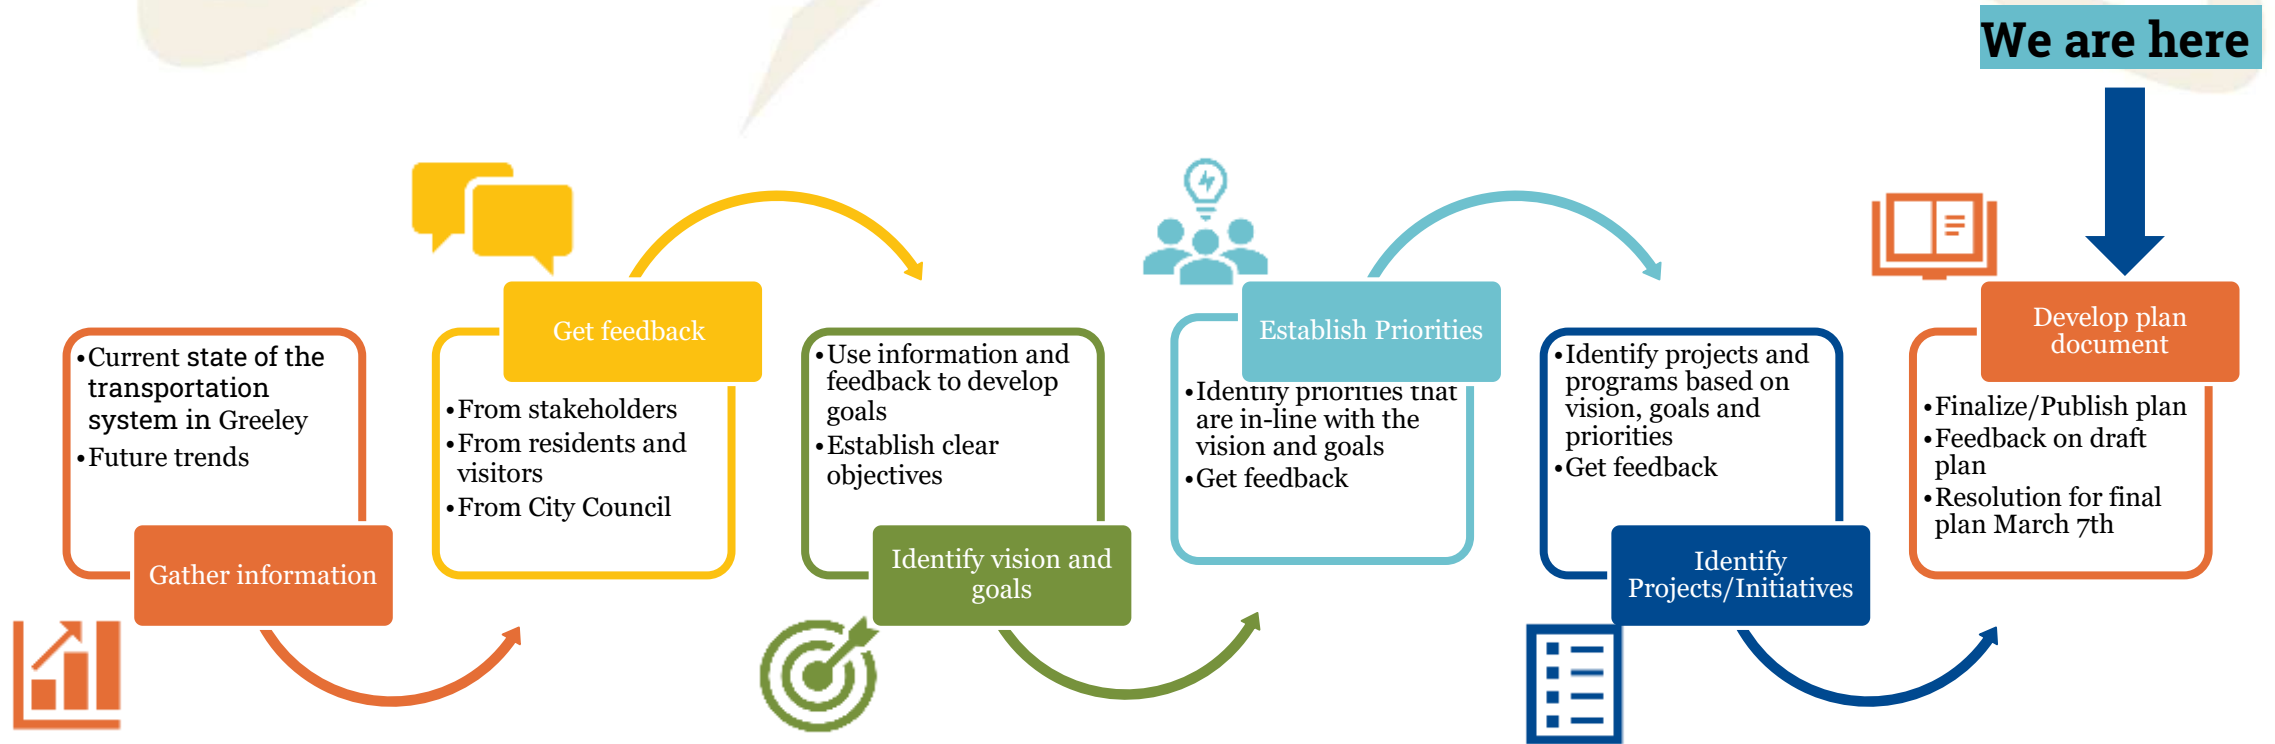 We are here
•Current state of the
transportation
system in Greeley
•Future trends
Gather information
Get feedback
•From stakeholders
•From residents and
visitors
•From City Council
•Use information and
feedback to develop
goals
•Establish clear
objectives
Identify vision and
goals
Establish Priorities
•Identify priorities that
are in-line with the
vision and goals
•Get feedback
•Identify projects and
programs based on
vision, goals and
priorities
•Get feedback
Identify
Projects/Initiatives
Develop plan
document
•Finalize/Publish plan
•Feedback on draft
plan
•Resolution for final
plan March 7th